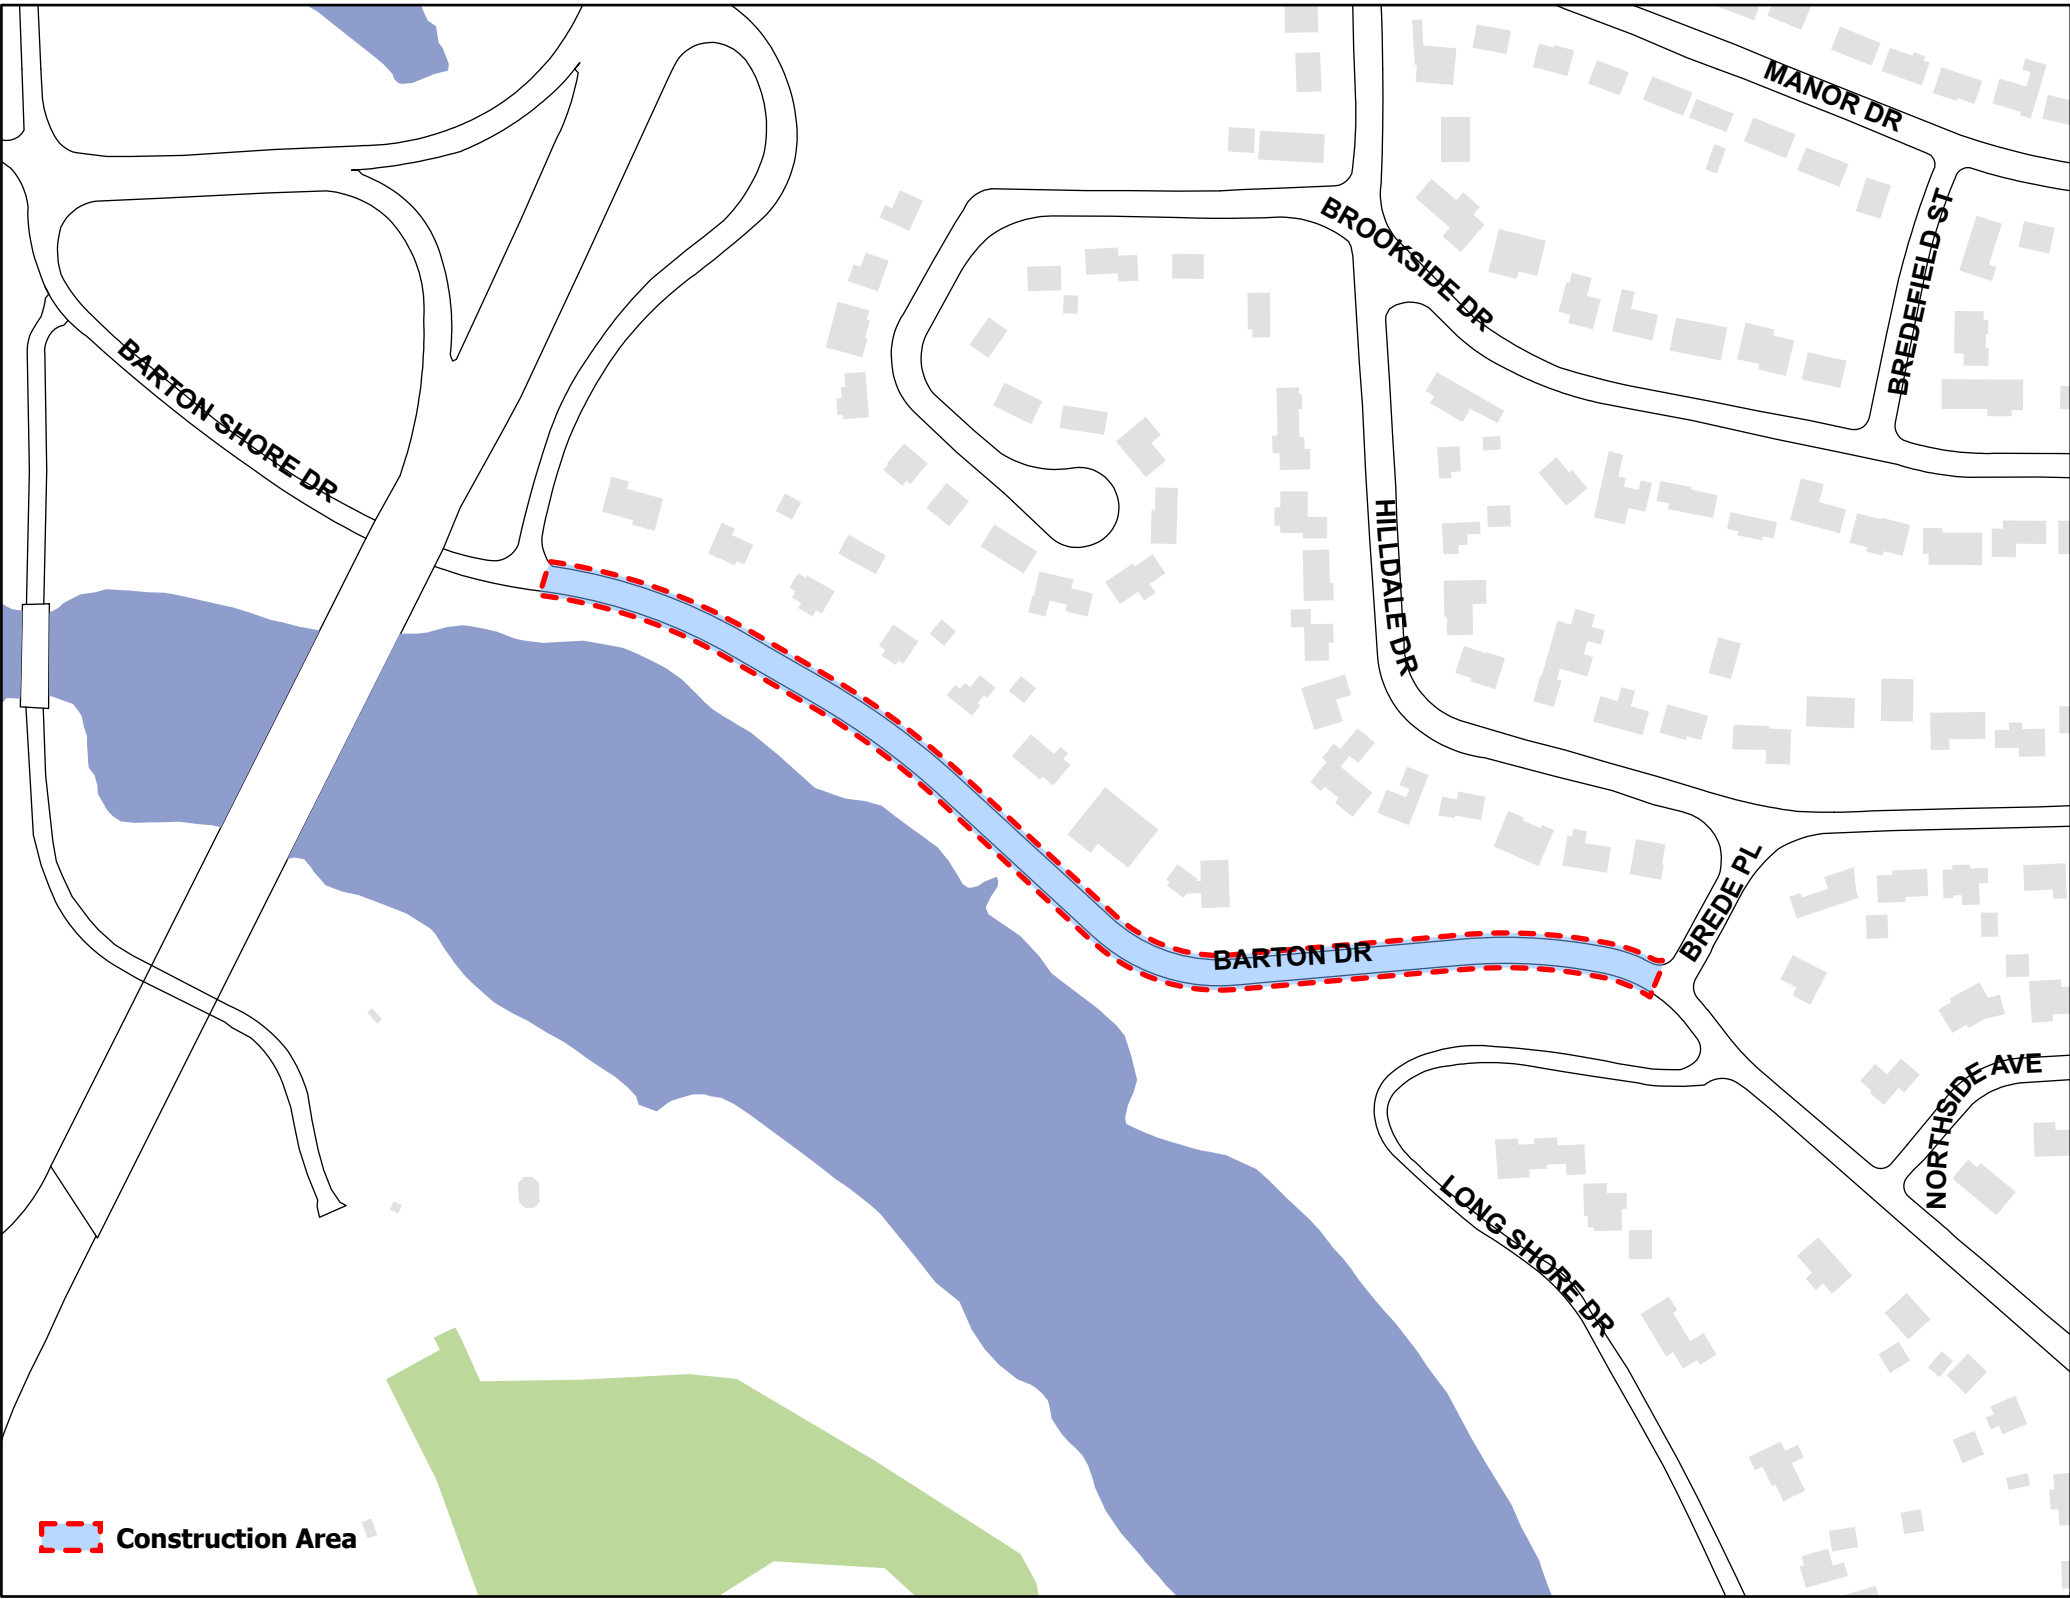 MANOR DR
BREDEFIELD ST
BROOKSIDE DR
BARTON SHORE DR
HILLDALE DR
BREDE PL
BARTON DR
NORTHSIDE AVE
LONG SHORE DR
Construction Area